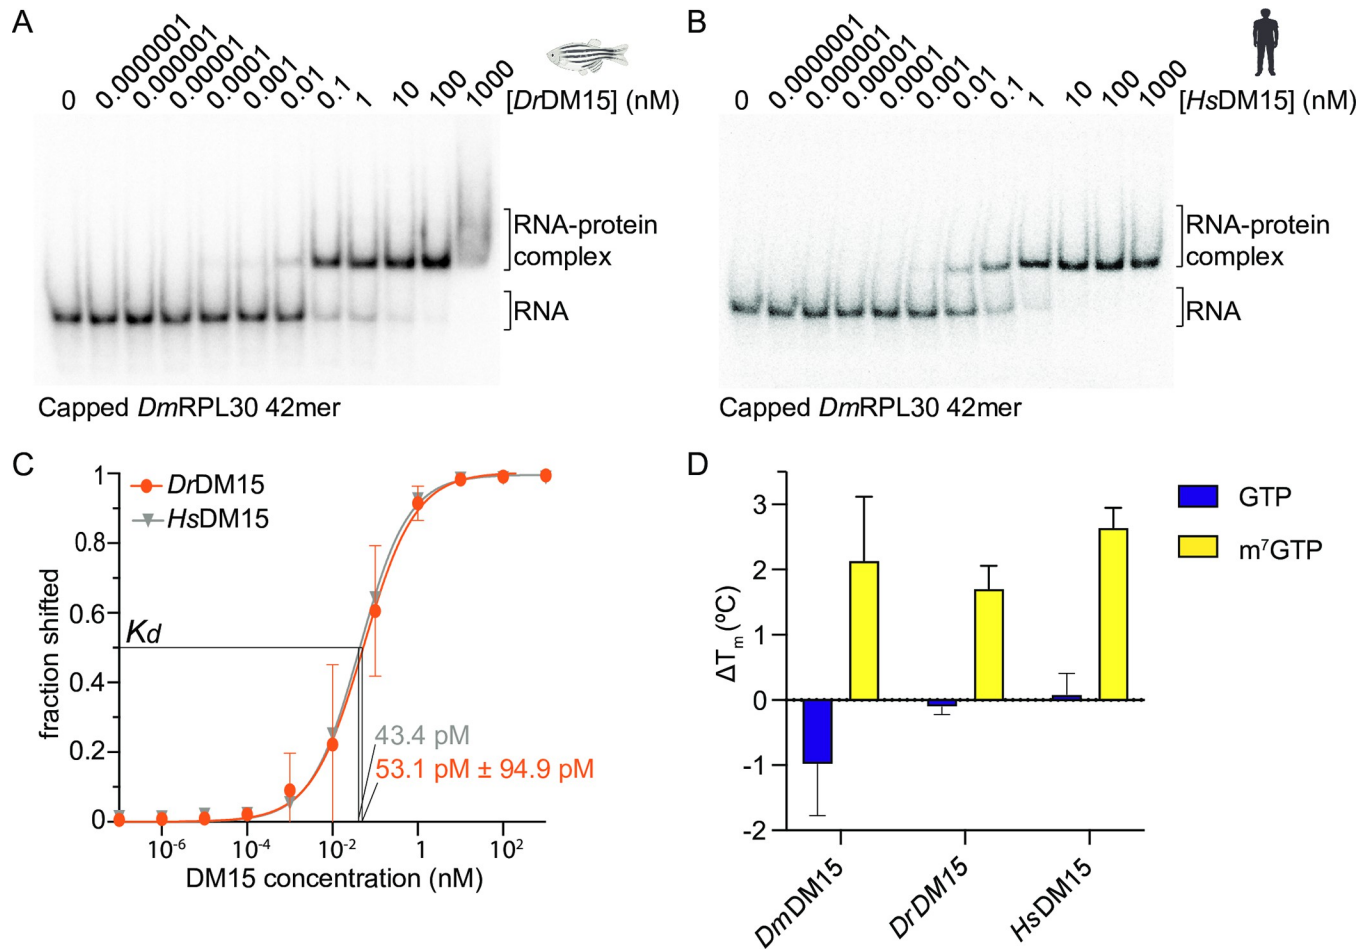 A
0 0.0000001 0.000001 0.00001 0.0001 0.001 0.01 0.1 1 10 100 1000 [DrDM15] (nM)
RNA-protein
complex
RNA
Capped DmRPL30 42mer
B
0 0.0000001 0.000001 0.00001 0.0001 0.001 0.01 0.1 1 10 100 1000 [HsDM15] (nM)
RNA-protein
complex
RNA
Capped DmRPL30 42mer
C
DrDM15
HsDM15
fraction shifted
1
0.8
0.6
0.4
0.2
0
Kd
43.4 pM
53.1 pM ± 94.9 pM
10⁻⁶ 10⁻⁴ 10⁻² 1 10²
DM15 concentration (nM)
D
ΔTm (ºC)
3
2
1
0
-1
-2
DmDM15 DrDM15 HsDM15
GTP
m⁷GTP